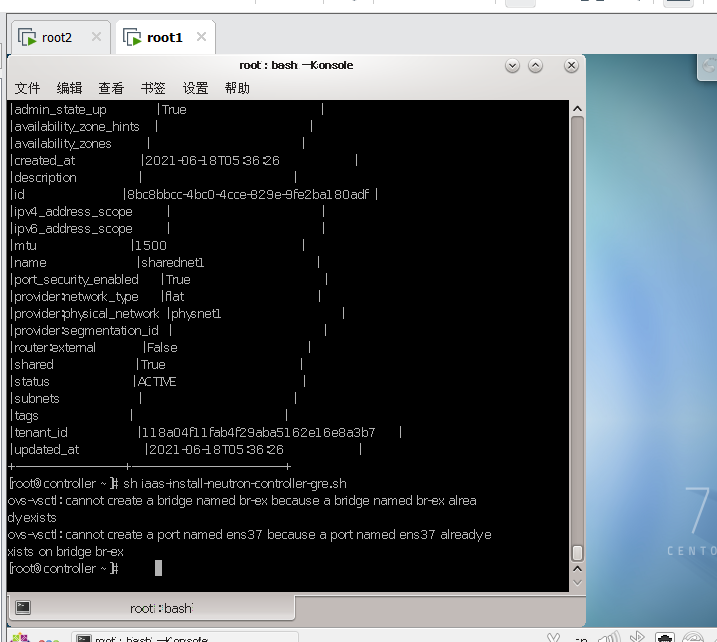 root2
root1
root : bash — Konsole
文件 编辑 查看 书签 设置 帮助
|admin_state_up |True |
|availability_zone_hints | |
|availability_zones | |
|created_at |2021-06-18T05:36:26 |
|description | |
|id |8bc8bbcc-4bc0-4cce-829e-9fe2ba180adf |
|ipv4_address_scope | |
|ipv6_address_scope | |
|mtu |1500 |
|name |sharednet1 |
|port_security_enabled |True |
|provider:network_type |flat |
|provider:physical_network |physnet1 |
|provider:segmentation_id | |
|router:external |False |
|shared |True |
|status |ACTIVE |
|subnets | |
|tags | |
|tenant_id |118a04f11fab4f29aba5162e16e8a3b7 |
|updated_at |2021-06-18T05:36:26 |
+------------------+------------------------+
[root@controller ~]# sh iaas-install-neutron-controller-gre.sh
ovs-vsctl: cannot create a bridge named br-ex because a bridge named br-ex alrea
dy exists
ovs-vsctl: cannot create a port named ens37 because a port named ens37 already e
xists on bridge br-ex
[root@controller ~]#
7
CENTO
root : bash
root : bash — Konsole